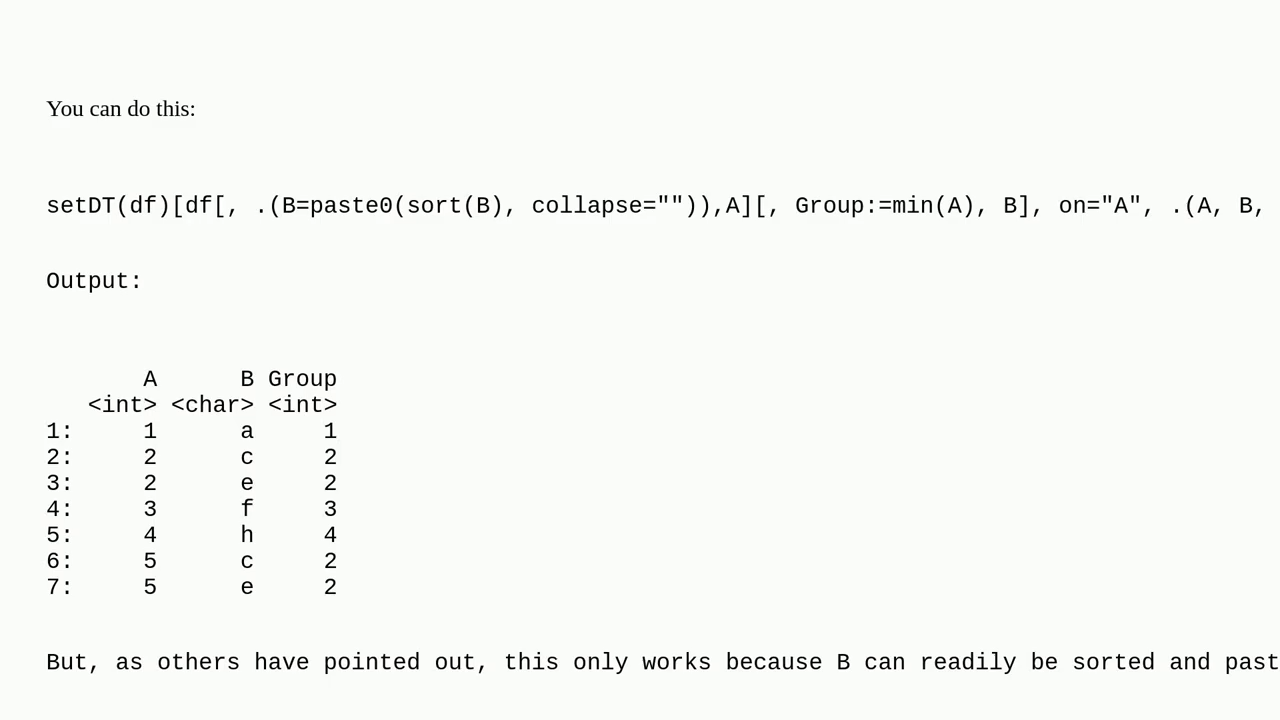 You can do this:
setDT(df)[df[, .(B=paste0(sort(B), collapse="")),A][, Group:=min(A), B], on="A", .(A, B,
Output:
       A      B Group
   <int> <char> <int>
1:     1      a     1
2:     2      c     2
3:     2      e     2
4:     3      f     3
5:     4      h     4
6:     5      c     2
7:     5      e     2
But, as others have pointed out, this only works because B can readily be sorted and past